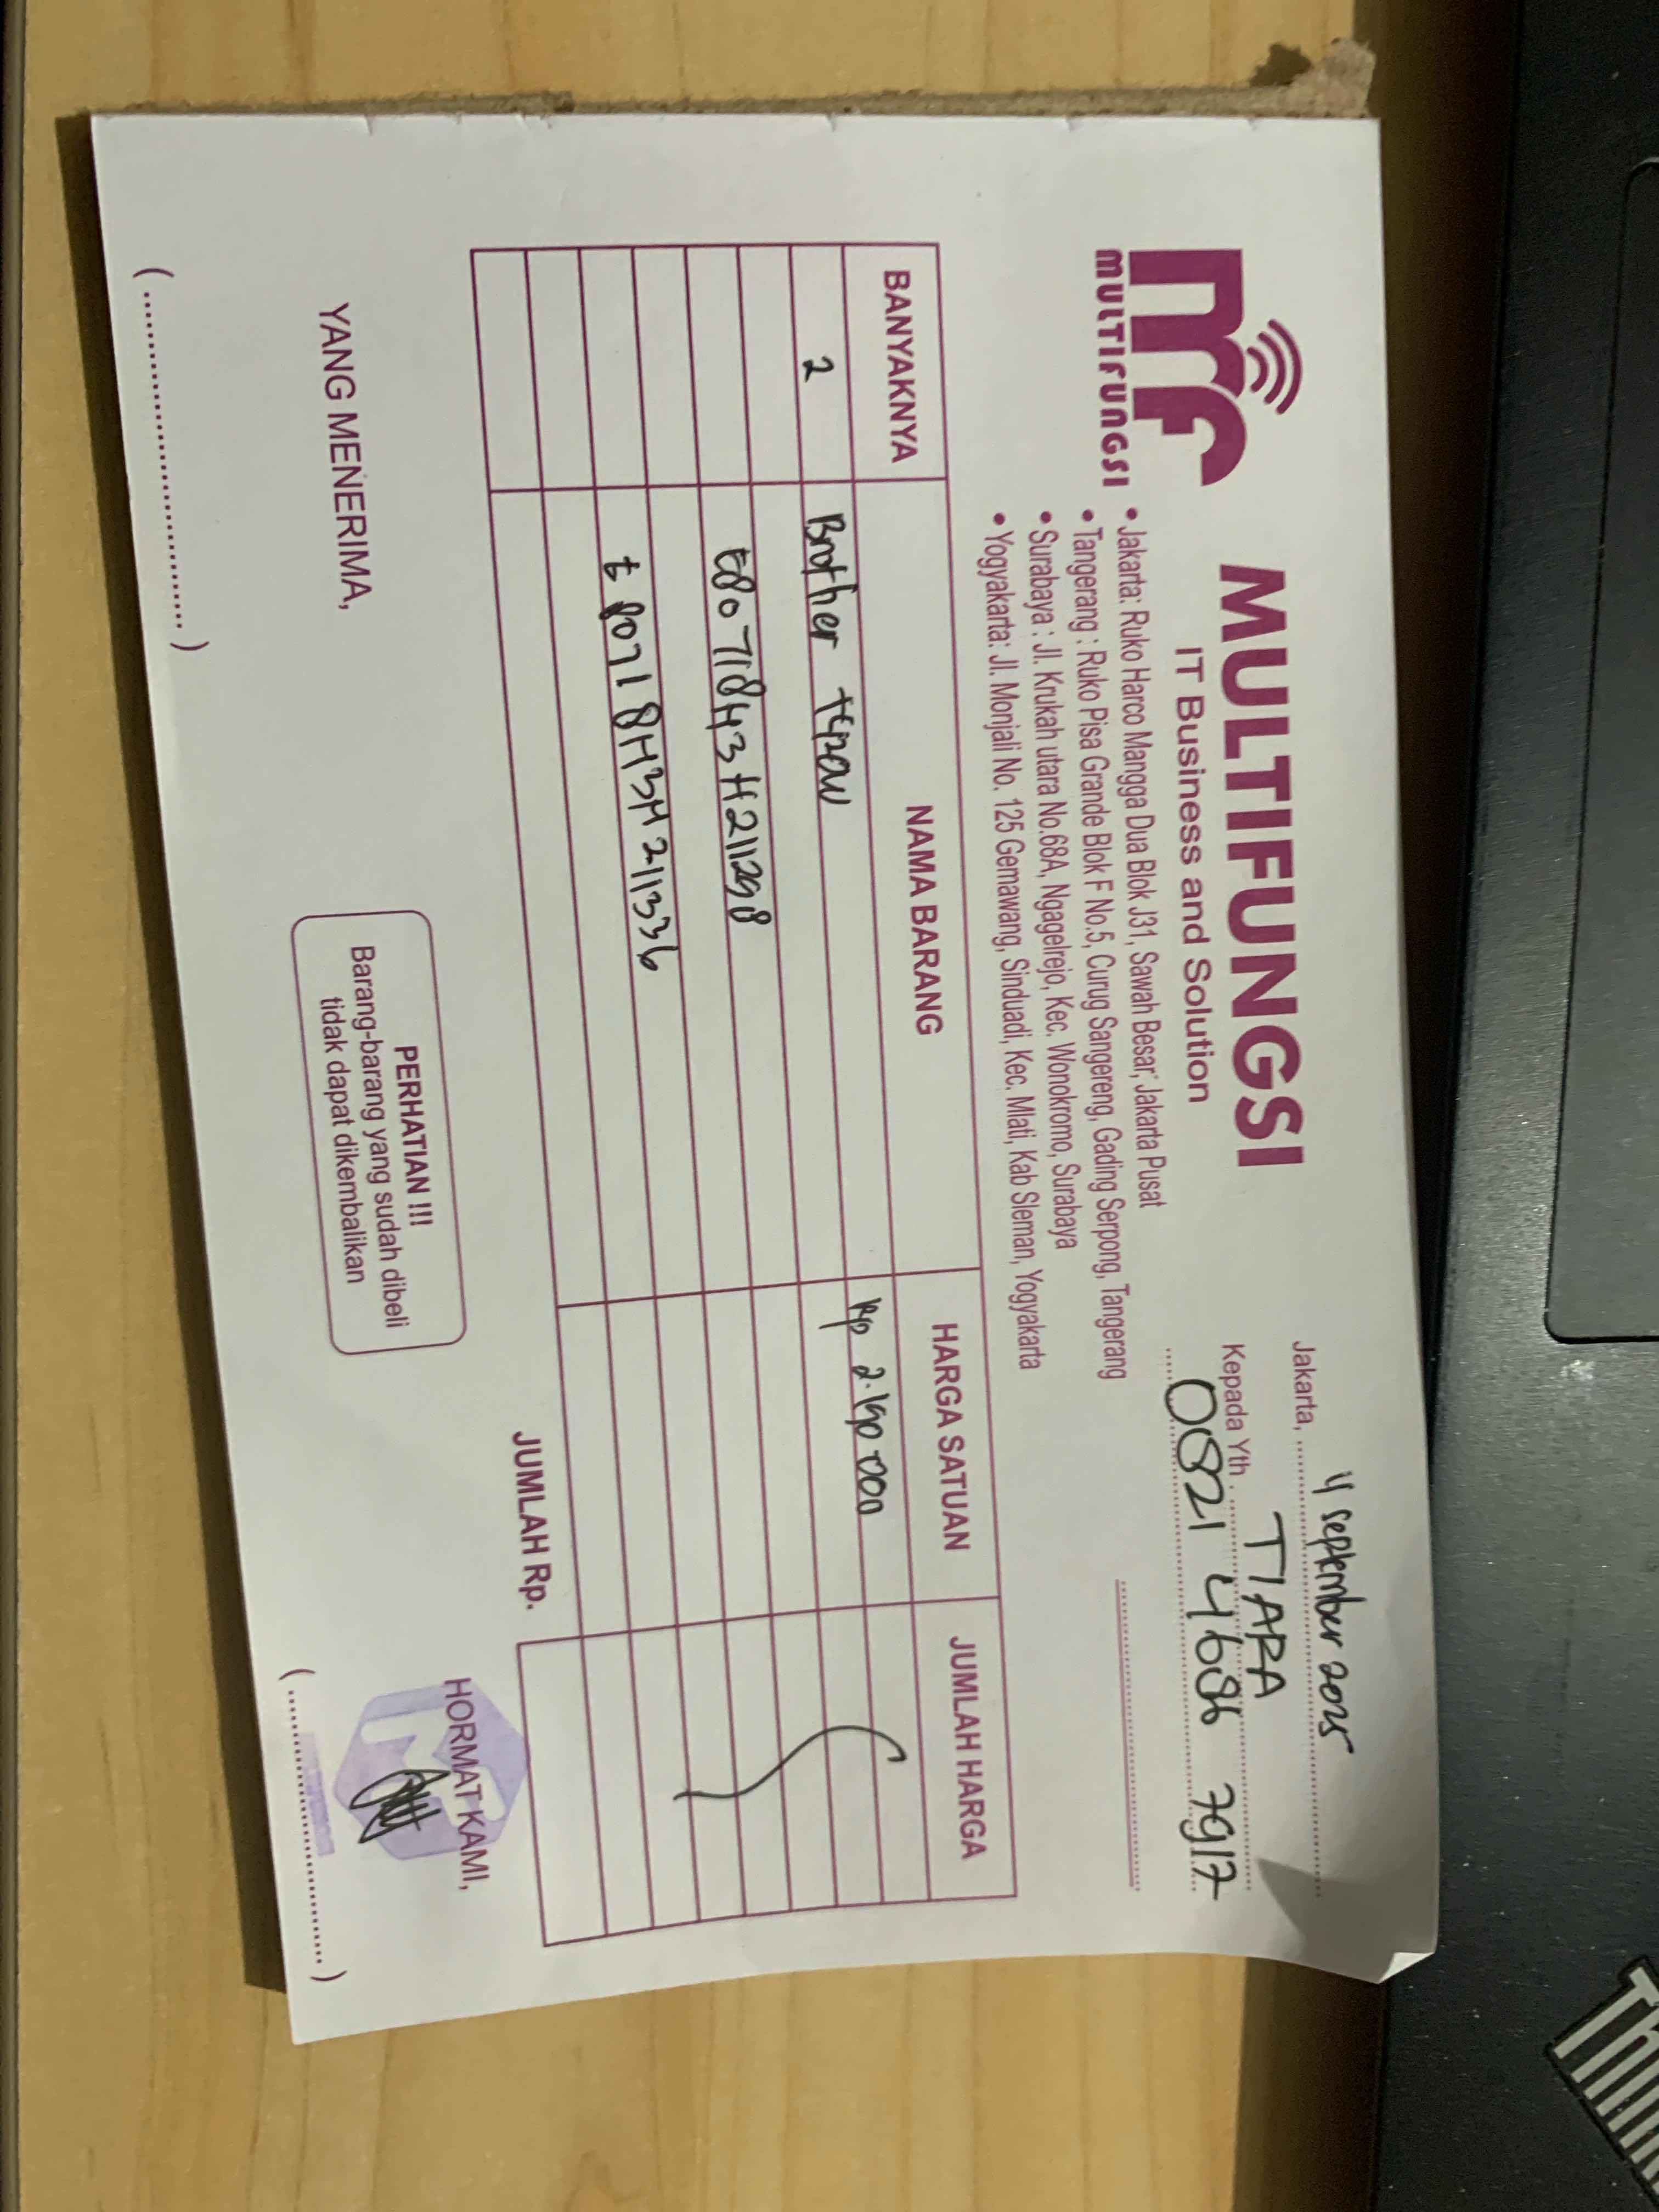 mf
MULTIFUNGSI
MULTIFUNGSI
IT Business and Solution
• Jakarta: Ruko Harco Mangga Dua Blok J31, Sawah Besar, Jakarta Pusat
• Tangerang : Ruko Pisa Grande Blok F No.5, Curug Sangereng, Gading Serpong, Tangerang
• Surabaya : Jl. Krukah utara No.68A, Ngagelrejo, Kec. Wonokromo, Surabaya
• Yogyakarta: Jl. Monjali No. 125 Gemawang, Sinduadi, Kec. Mlati, Kab Sleman, Yogyakarta
Jakarta, september 2025
Kepada Yth. TIARA
0821 4686 7917
BANYAKNYA NAMA BARANG HARGA SATUAN JUMLAH HARGA
2 Brother Rp 2.190.000
E80718H3H211298
E80718H3H211336
JUMLAH Rp.
YANG MENERIMA,
PERHATIAN !!!
Barang-barang yang sudah dibeli
tidak dapat dikembalikan
HORMAT KAMI,
(........................)
(........................)